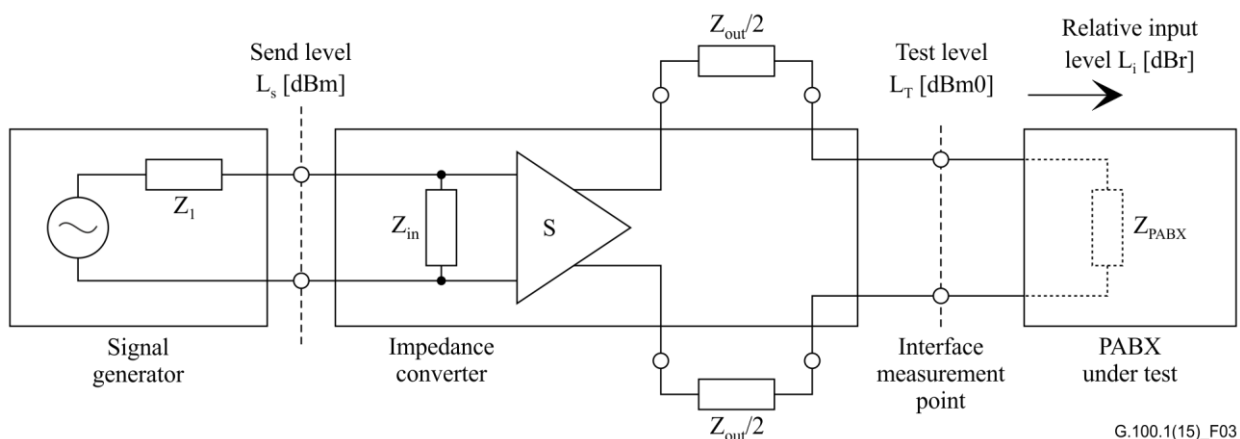 Z_out/2
Send level
L_s [dBm]
Test level
L_T [dBm0]
Relative input
level L_i [dBr]
Z_1
Z_in
S
Z_PABX
Signal
generator
Impedance
converter
Z_out/2
Interface
measurement
point
PABX
under test
G.100.1(15)_F03